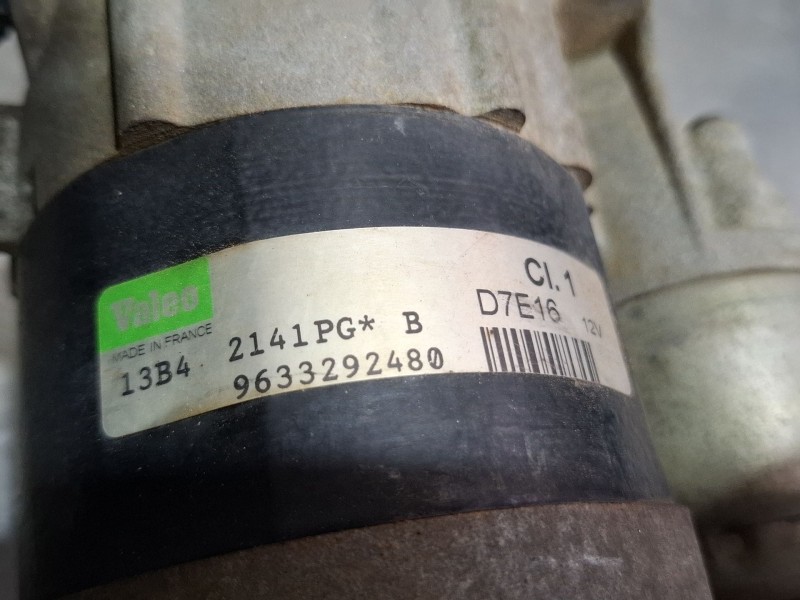 Valeo
MADE IN FRANCE
Cl.1
D7E16 12V
13B4 2141PG* B
9633292480